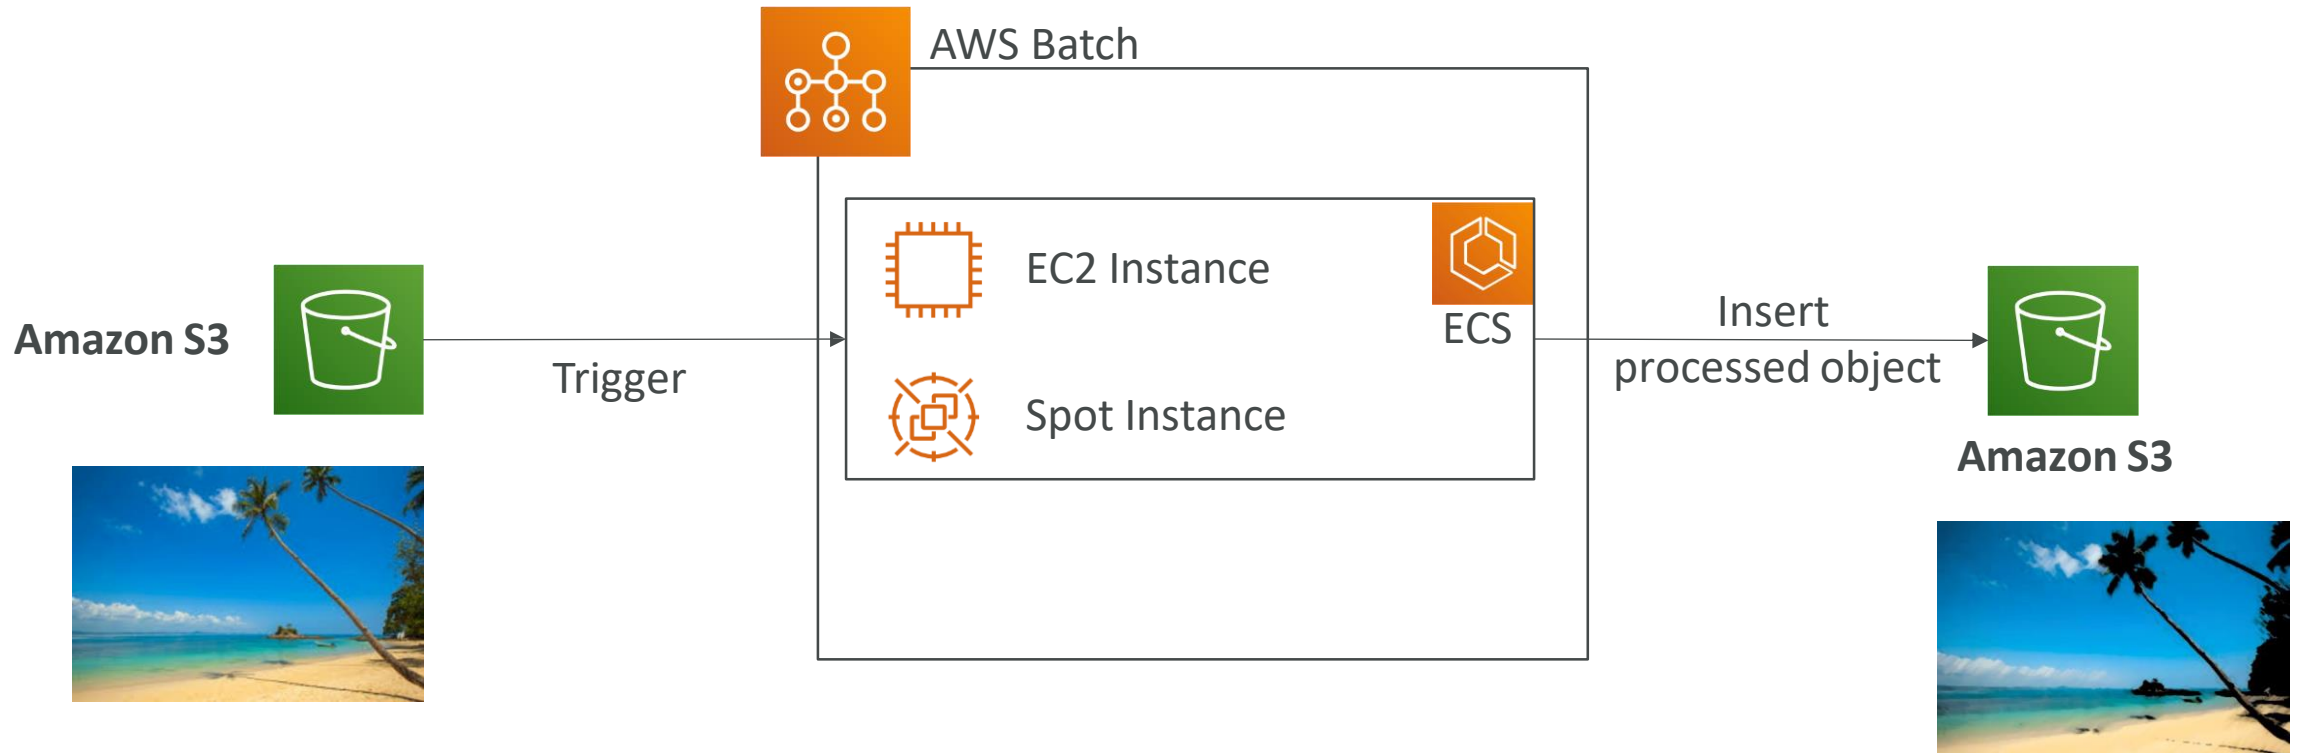 AWS Batch
EC2 Instance
ECS
Amazon S3
Trigger
Spot Instance
Insert
processed object
Amazon S3